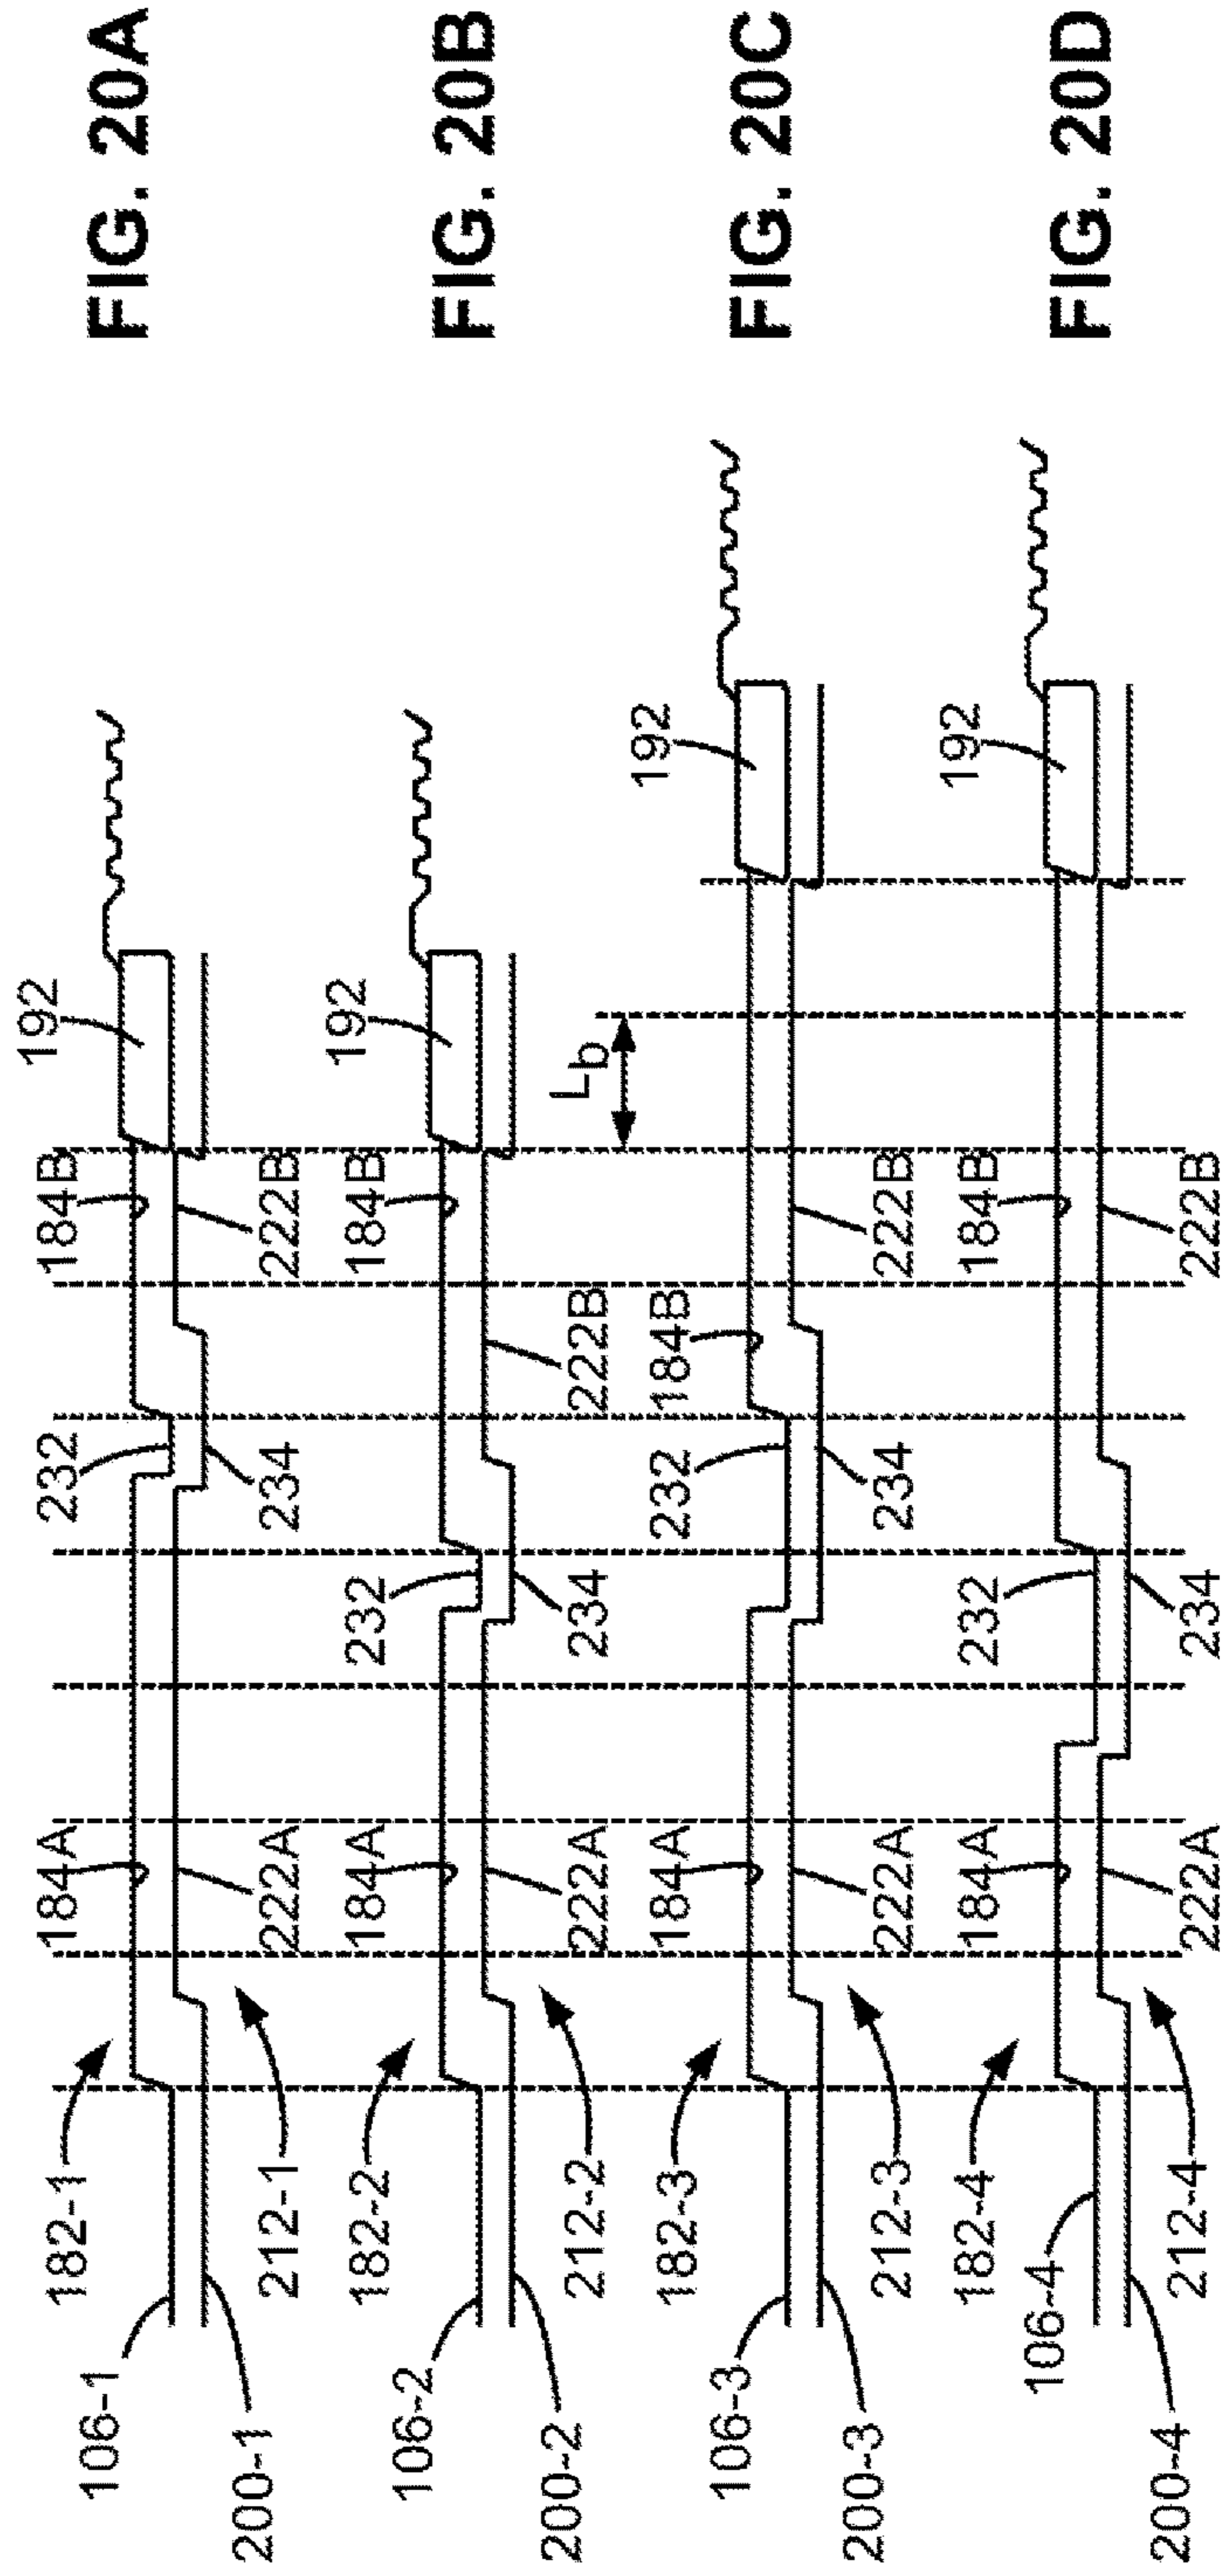 FIG. 20A
192
184B
222B
232
234
184A
222A
182-1
212-1
106-1
200-1
FIG. 20B
192
184B
222B
232
234
184A
222A
182-2
212-2
106-2
200-2
L_b
FIG. 20C
192
184B
222B
232
234
184A
222A
182-3
212-3
106-3
200-3
FIG. 20D
192
184B
222B
232
234
184A
222A
182-4
212-4
106-4
200-4